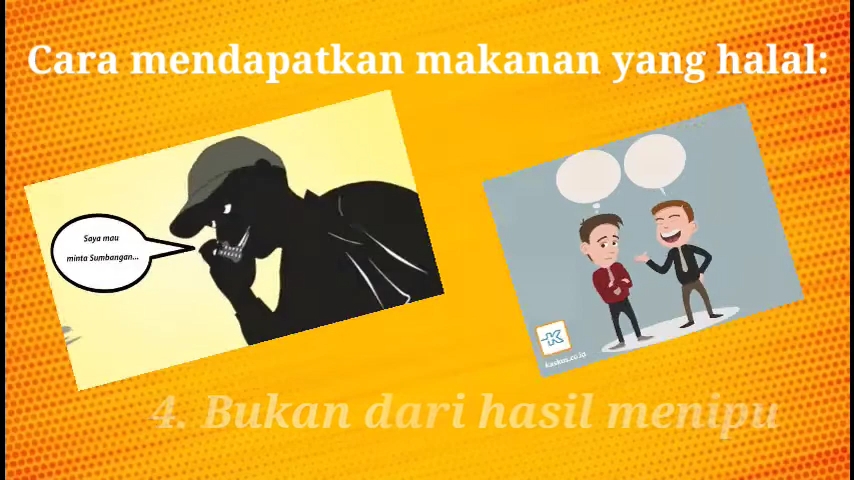 Cara mendapatkan makanan yang halal:
Saya mau
minta Sumbangan...
K
kaskus.co.id
4. Bukan dari hasil menipu